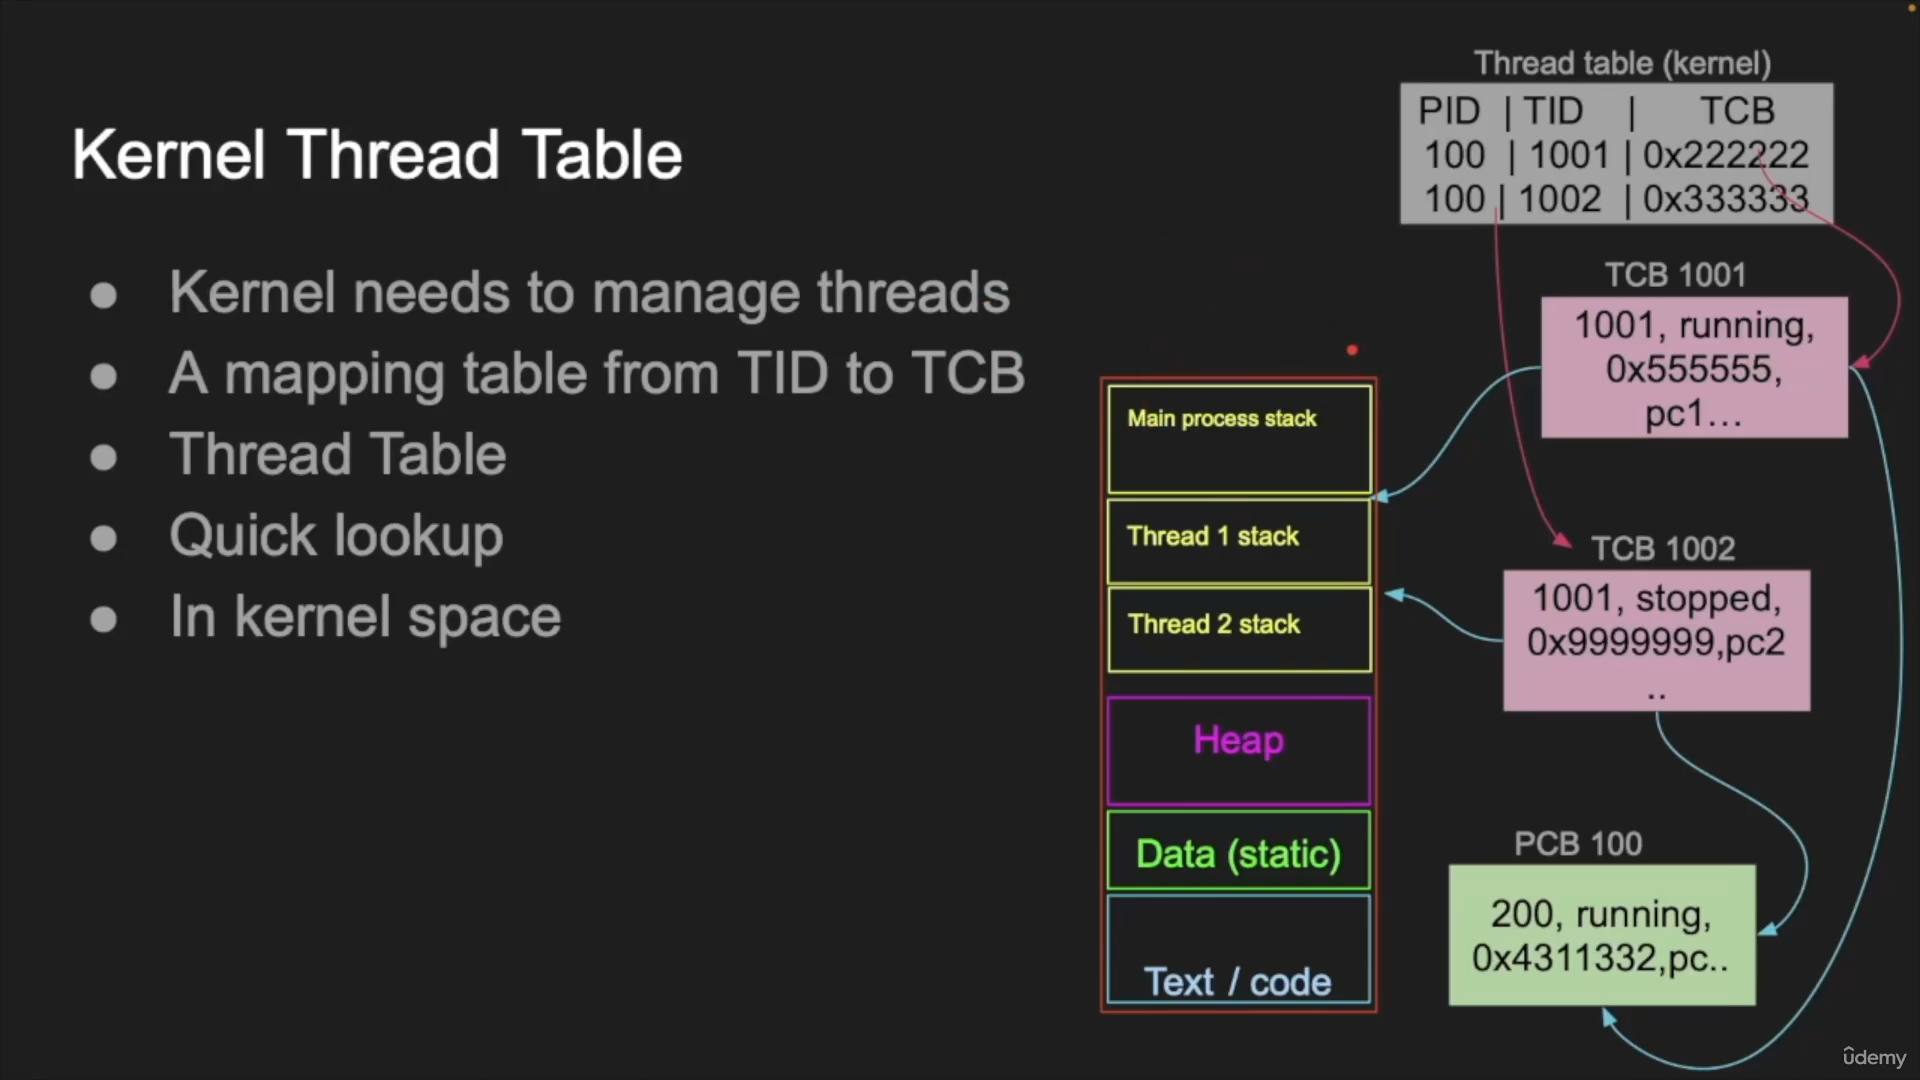 Kernel Thread Table
● Kernel needs to manage threads
● A mapping table from TID to TCB
● Thread Table
● Quick lookup
● In kernel space
Main process stack
Thread 1 stack
Thread 2 stack
Heap
Data (static)
Text / code
Thread table (kernel)
PID | TID | TCB
100 | 1001 | 0x222222
100 | 1002 | 0x333333
TCB 1001
1001, running,
0x555555,
pc1...
TCB 1002
1001, stopped,
0x9999999,pc2
..
PCB 100
200, running,
0x4311332,pc..
ûdemy